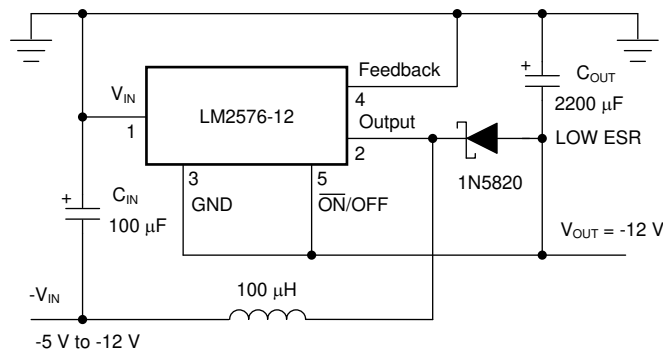 Feedback
+
C_OUT
V_IN
LM2576-12
4
2200 μF
1
Output
2
LOW ESR
3
5
1N5820
+
C_IN
GND
O̅N̅/OFF
100 μF
V_OUT = -12 V
-V_IN
100 μH
-5 V to -12 V